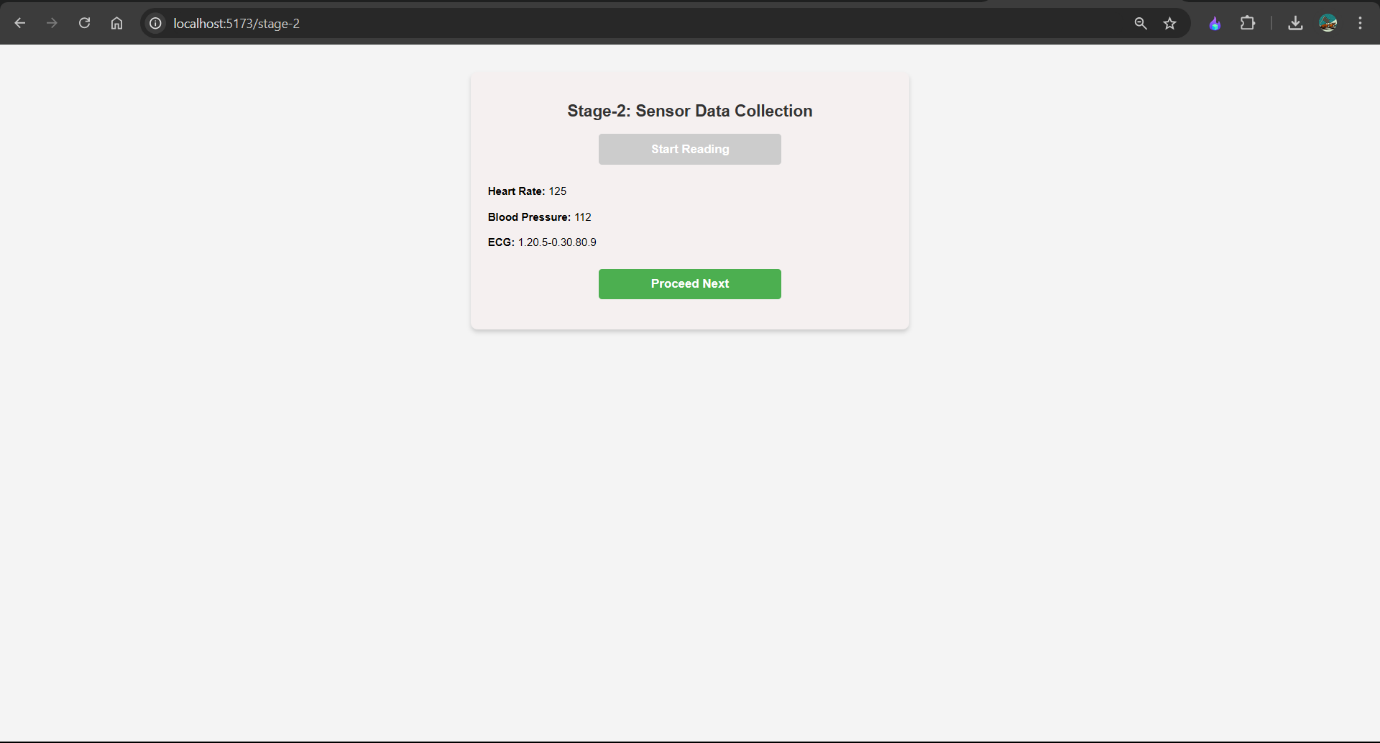 localhost:5173/stage-2
Stage-2: Sensor Data Collection
Start Reading
Heart Rate: 125
Blood Pressure: 112
ECG: 1.20.5-0.30.80.9
Proceed Next